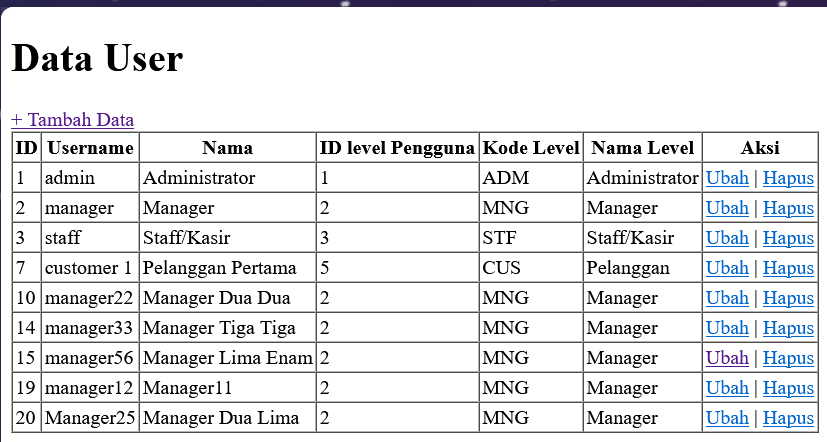 Data User
+ Tambah Data
ID Username Nama ID level Pengguna Kode Level Nama Level Aksi
1 admin Administrator 1 ADM Administrator Ubah | Hapus
2 manager Manager 2 MNG Manager Ubah | Hapus
3 staff Staff/Kasir 3 STF Staff/Kasir Ubah | Hapus
7 customer 1 Pelanggan Pertama 5 CUS Pelanggan Ubah | Hapus
10 manager22 Manager Dua Dua 2 MNG Manager Ubah | Hapus
14 manager33 Manager Tiga Tiga 2 MNG Manager Ubah | Hapus
15 manager56 Manager Lima Enam 2 MNG Manager Ubah | Hapus
19 manager12 Manager11 2 MNG Manager Ubah | Hapus
20 Manager25 Manager Dua Lima 2 MNG Manager Ubah | Hapus